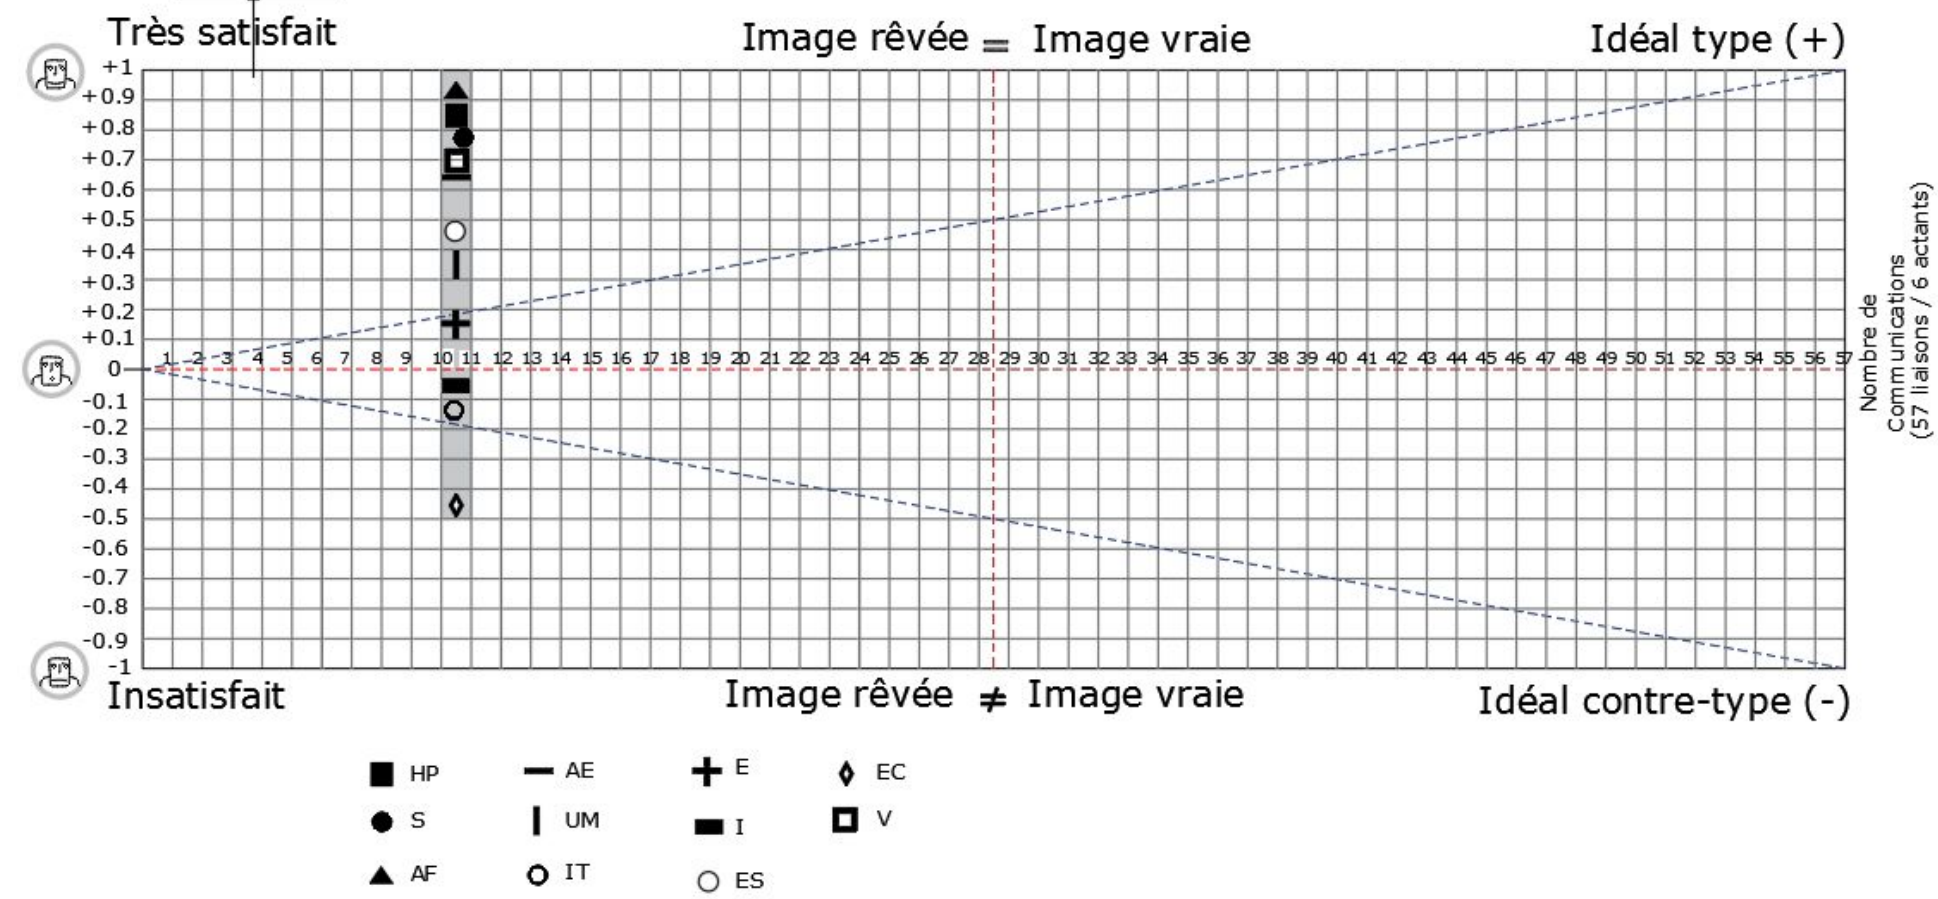 Très satisfait
Image rêvée = Image vraie
Idéal type (+)
+1
+0.9
+0.8
+0.7
+0.6
+0.5
+0.4
+0.3
+0.2
+0.1
0
1 2 3 4 5 6 7 8 9 10 11 12 13 14 15 16 17 18 19 20 21 22 23 24 25 26 27 28 29 30 31 32 33 34 35 36 37 38 39 40 41 42 43 44 45 46 47 48 49 50 51 52 53 54 55 56 57
-0.1
-0.2
-0.3
-0.4
-0.5
-0.6
-0.7
-0.8
-0.9
-1
Nombre de
Communications
(57 liaisons / 6 actants)
Insatisfait
Image rêvée ≠ Image vraie
Idéal contre-type (-)
HP
AE
E
EC
S
UM
I
V
AF
IT
ES